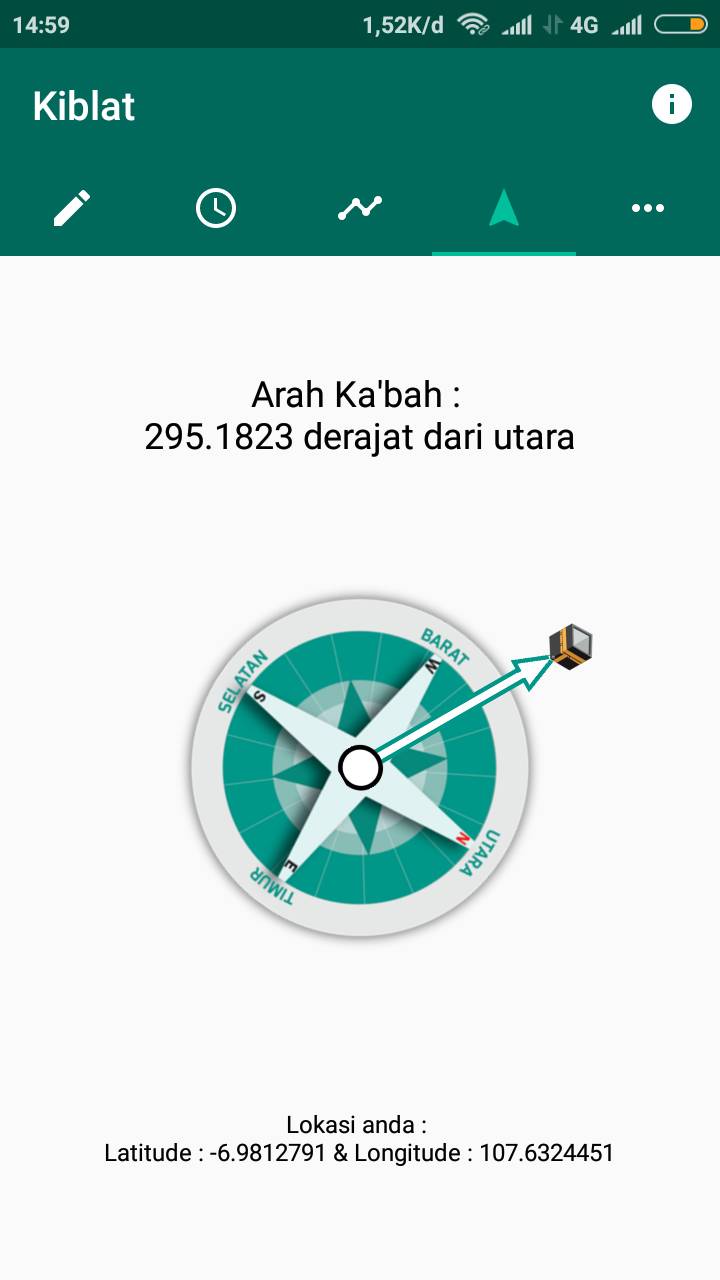 14:59 1,52K/d 4G
Kiblat
Arah Ka'bah :
295.1823 derajat dari utara
BARAT
SELATAN
W
S
N
UTARA
E
TIMUR
Lokasi anda :
Latitude : -6.9812791 & Longitude : 107.6324451